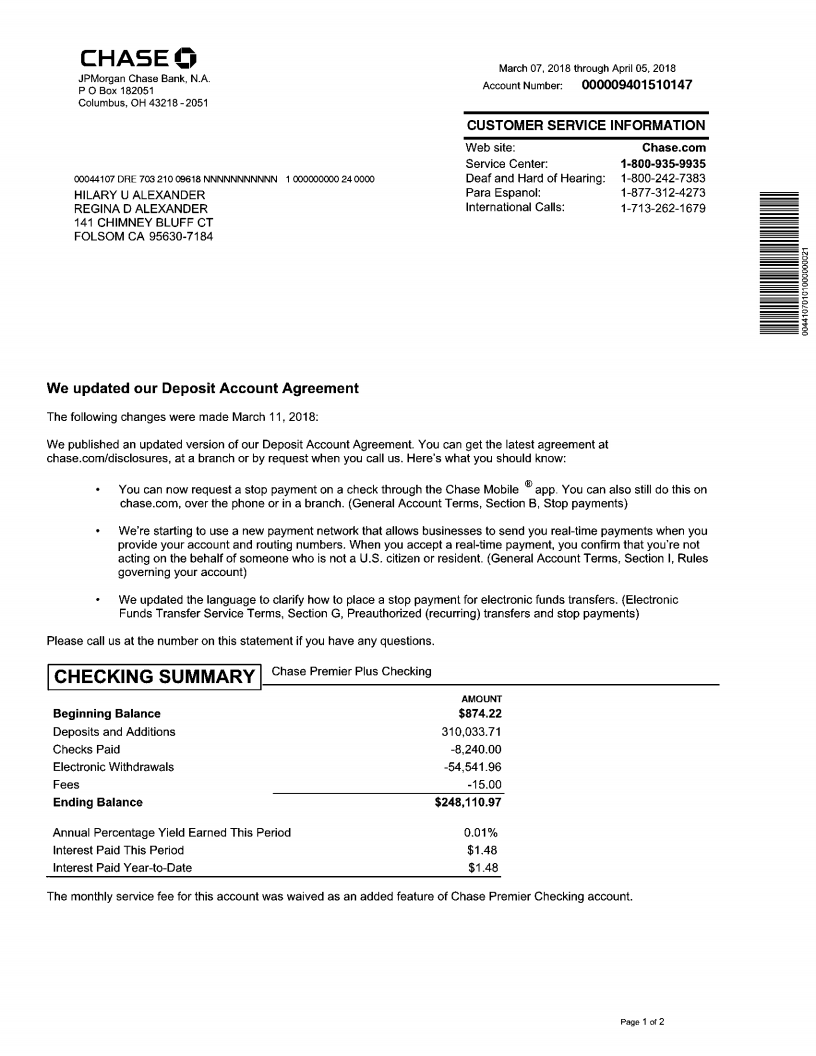 CHASE
JPMorgan Chase Bank, N.A.
P O Box 182051
Columbus, OH 43218 - 2051
March 07, 2018 through April 05, 2018
Account Number: 000009401510147
CUSTOMER SERVICE INFORMATION
Web site: Chase.com
Service Center: 1-800-935-9935
Deaf and Hard of Hearing: 1-800-242-7383
Para Espanol: 1-877-312-4273
International Calls: 1-713-262-1679
00044107 DRE 703 210 09618 NNNNNNNNNNN 1 000000000 24 0000
HILARY U ALEXANDER
REGINA D ALEXANDER
141 CHIMNEY BLUFF CT
FOLSOM CA 95630-7184
00441070101000000021
We updated our Deposit Account Agreement
The following changes were made March 11, 2018:
We published an updated version of our Deposit Account Agreement. You can get the latest agreement at
chase.com/disclosures, at a branch or by request when you call us. Here's what you should know:
• You can now request a stop payment on a check through the Chase Mobile ® app. You can also still do this on
chase.com, over the phone or in a branch. (General Account Terms, Section B, Stop payments)
• We're starting to use a new payment network that allows businesses to send you real-time payments when you
provide your account and routing numbers. When you accept a real-time payment, you confirm that you're not
acting on the behalf of someone who is not a U.S. citizen or resident. (General Account Terms, Section I, Rules
governing your account)
• We updated the language to clarify how to place a stop payment for electronic funds transfers. (Electronic
Funds Transfer Service Terms, Section G, Preauthorized (recurring) transfers and stop payments)
Please call us at the number on this statement if you have any questions.
CHECKING SUMMARY Chase Premier Plus Checking
AMOUNT
Beginning Balance $874.22
Deposits and Additions 310,033.71
Checks Paid -8,240.00
Electronic Withdrawals -54,541.96
Fees -15.00
Ending Balance $248,110.97
Annual Percentage Yield Earned This Period 0.01%
Interest Paid This Period $1.48
Interest Paid Year-to-Date $1.48
The monthly service fee for this account was waived as an added feature of Chase Premier Checking account.
Page 1 of 2